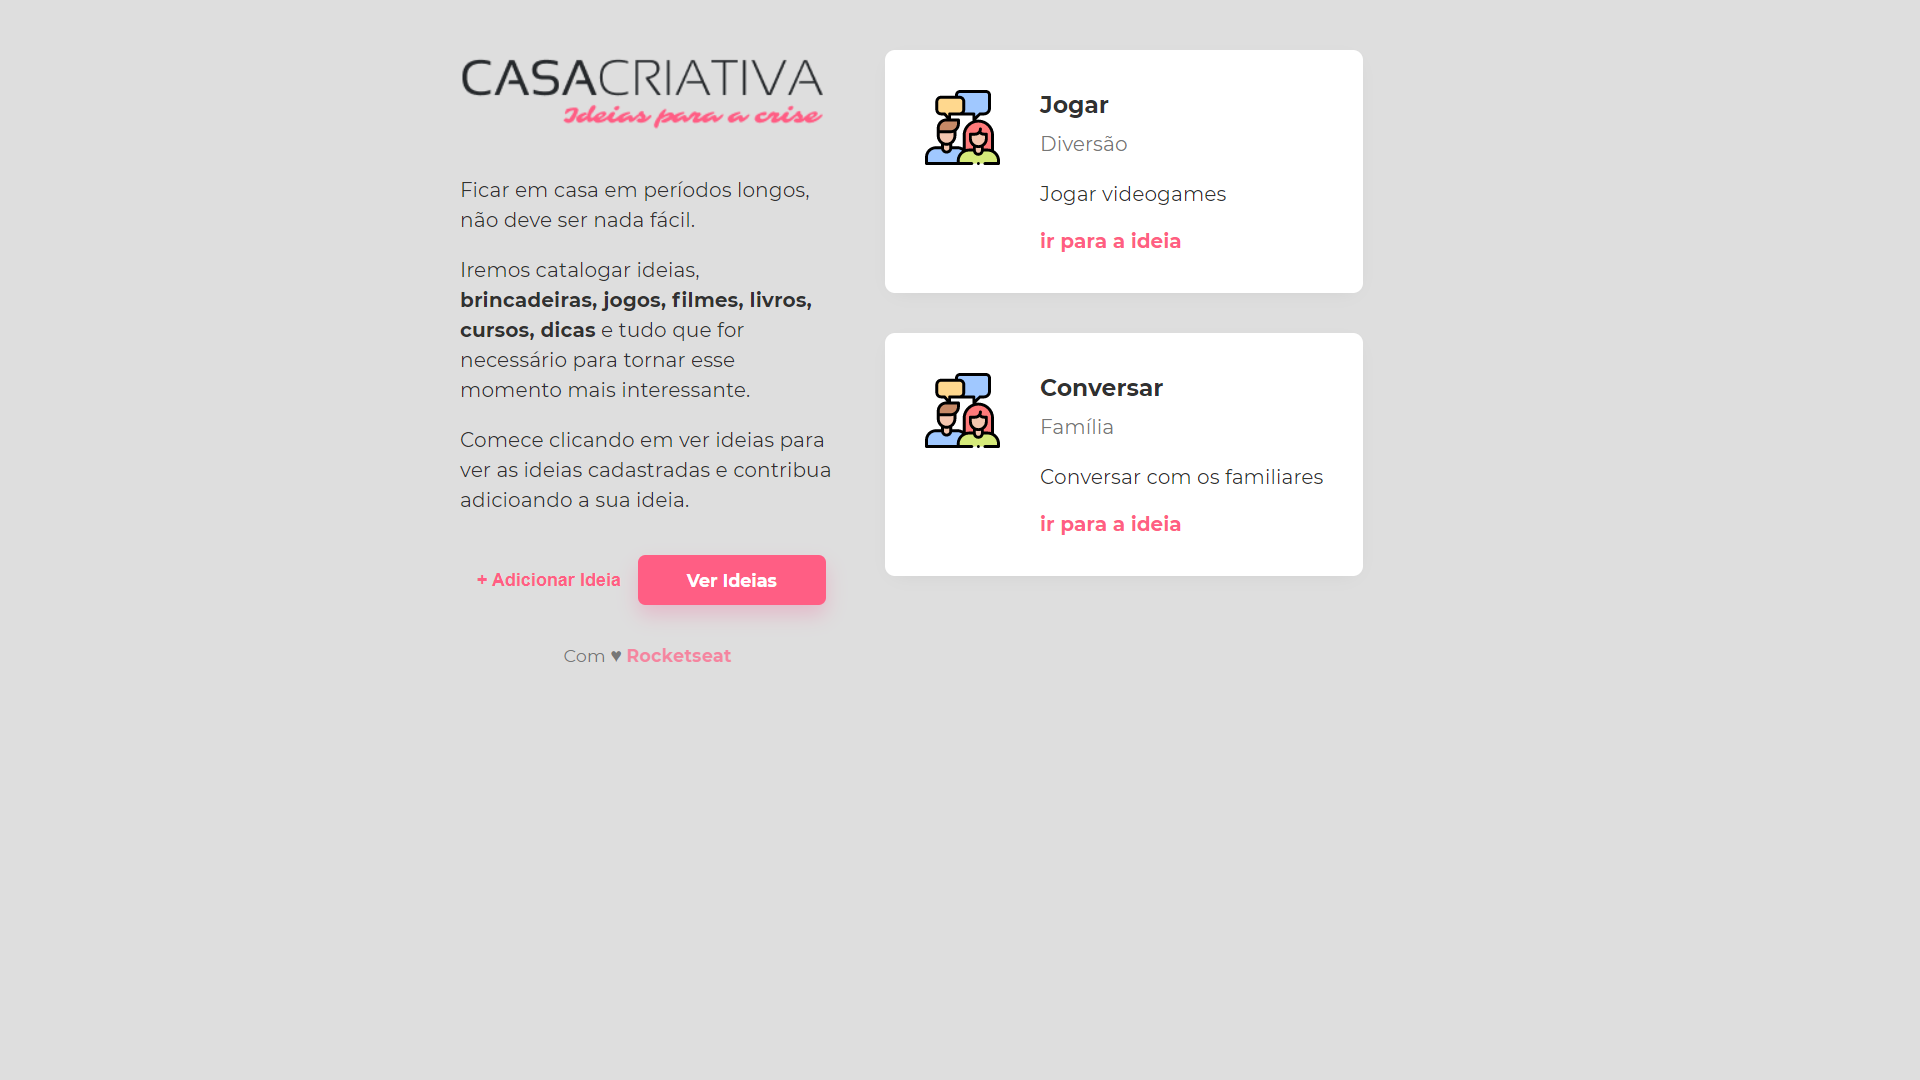 CASACRIATIVA
Ideias para a crise
Ficar em casa em períodos longos,
não deve ser nada fácil.
Iremos catalogar ideias,
brincadeiras, jogos, filmes, livros,
cursos, dicas e tudo que for
necessário para tornar esse
momento mais interessante.
Comece clicando em ver ideias para
ver as ideias cadastradas e contribua
adicioando a sua ideia.
+ Adicionar Ideia
Ver Ideias
Com ♥ Rocketseat
Jogar
Diversão
Jogar videogames
ir para a ideia
Conversar
Família
Conversar com os familiares
ir para a ideia